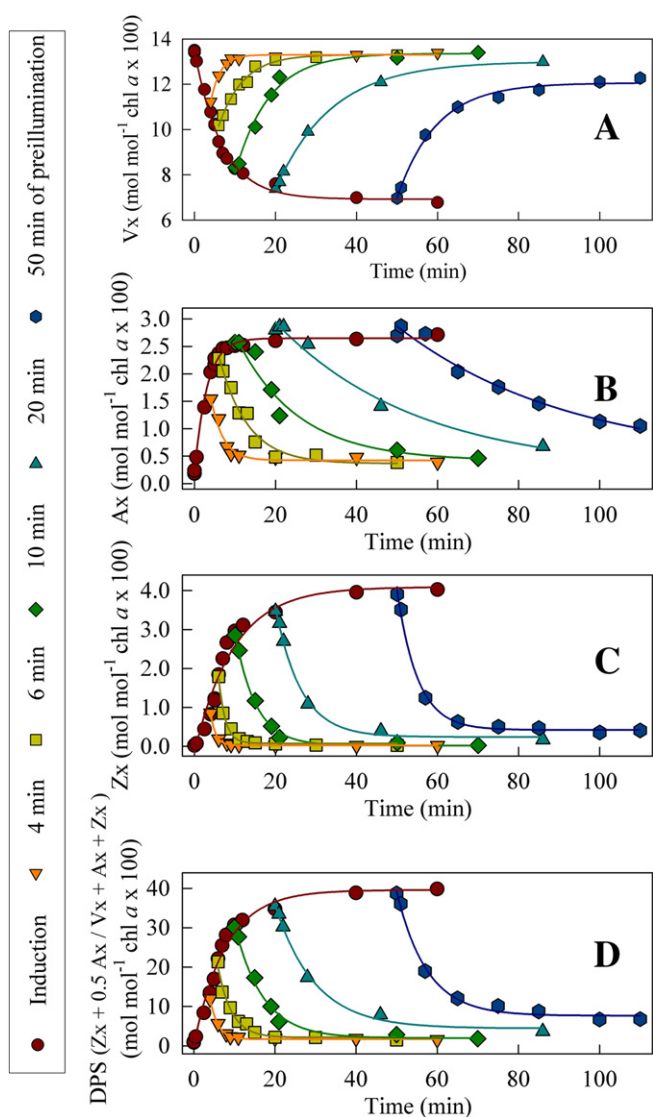 Induction
4 min
6 min
10 min
20 min
50 min of preillumination
14
12
10
8
6
Vx (mol mol⁻¹ chl a x 100)
A
0 20 40 60 80 100
Time (min)
3.0
2.5
2.0
1.5
1.0
0.5
0.0
Ax (mol mol⁻¹ chl a x 100)
B
0 20 40 60 80 100
Time (min)
4.0
3.0
2.0
1.0
0.0
Zx (mol mol⁻¹ chl a x 100)
C
0 20 40 60 80 100
Time (min)
40
30
20
10
0
DPS (Zx + 0.5 Ax / Vx + Ax + Zx)
(mol mol⁻¹ chl a x 100)
D
0 20 40 60 80 100
Time (min)